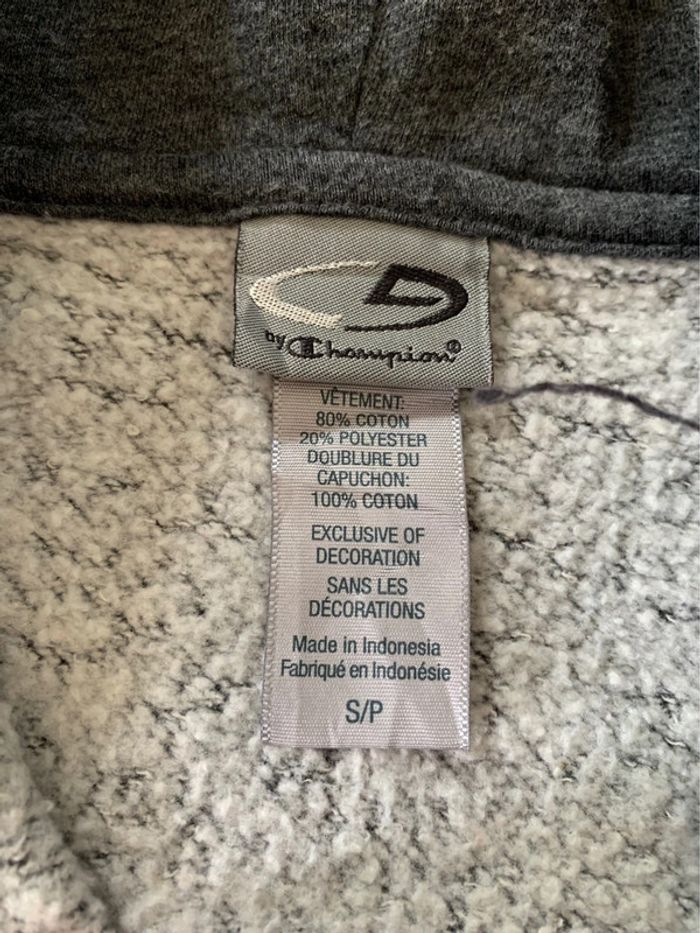 by Champion®
VÊTEMENT:
80% COTON
20% POLYESTER
DOUBLURE DU
CAPUCHON:
100% COTON
EXCLUSIVE OF
DECORATION
SANS LES
DÉCORATIONS
Made in Indonesia
Fabriqué en Indonésie
S/P